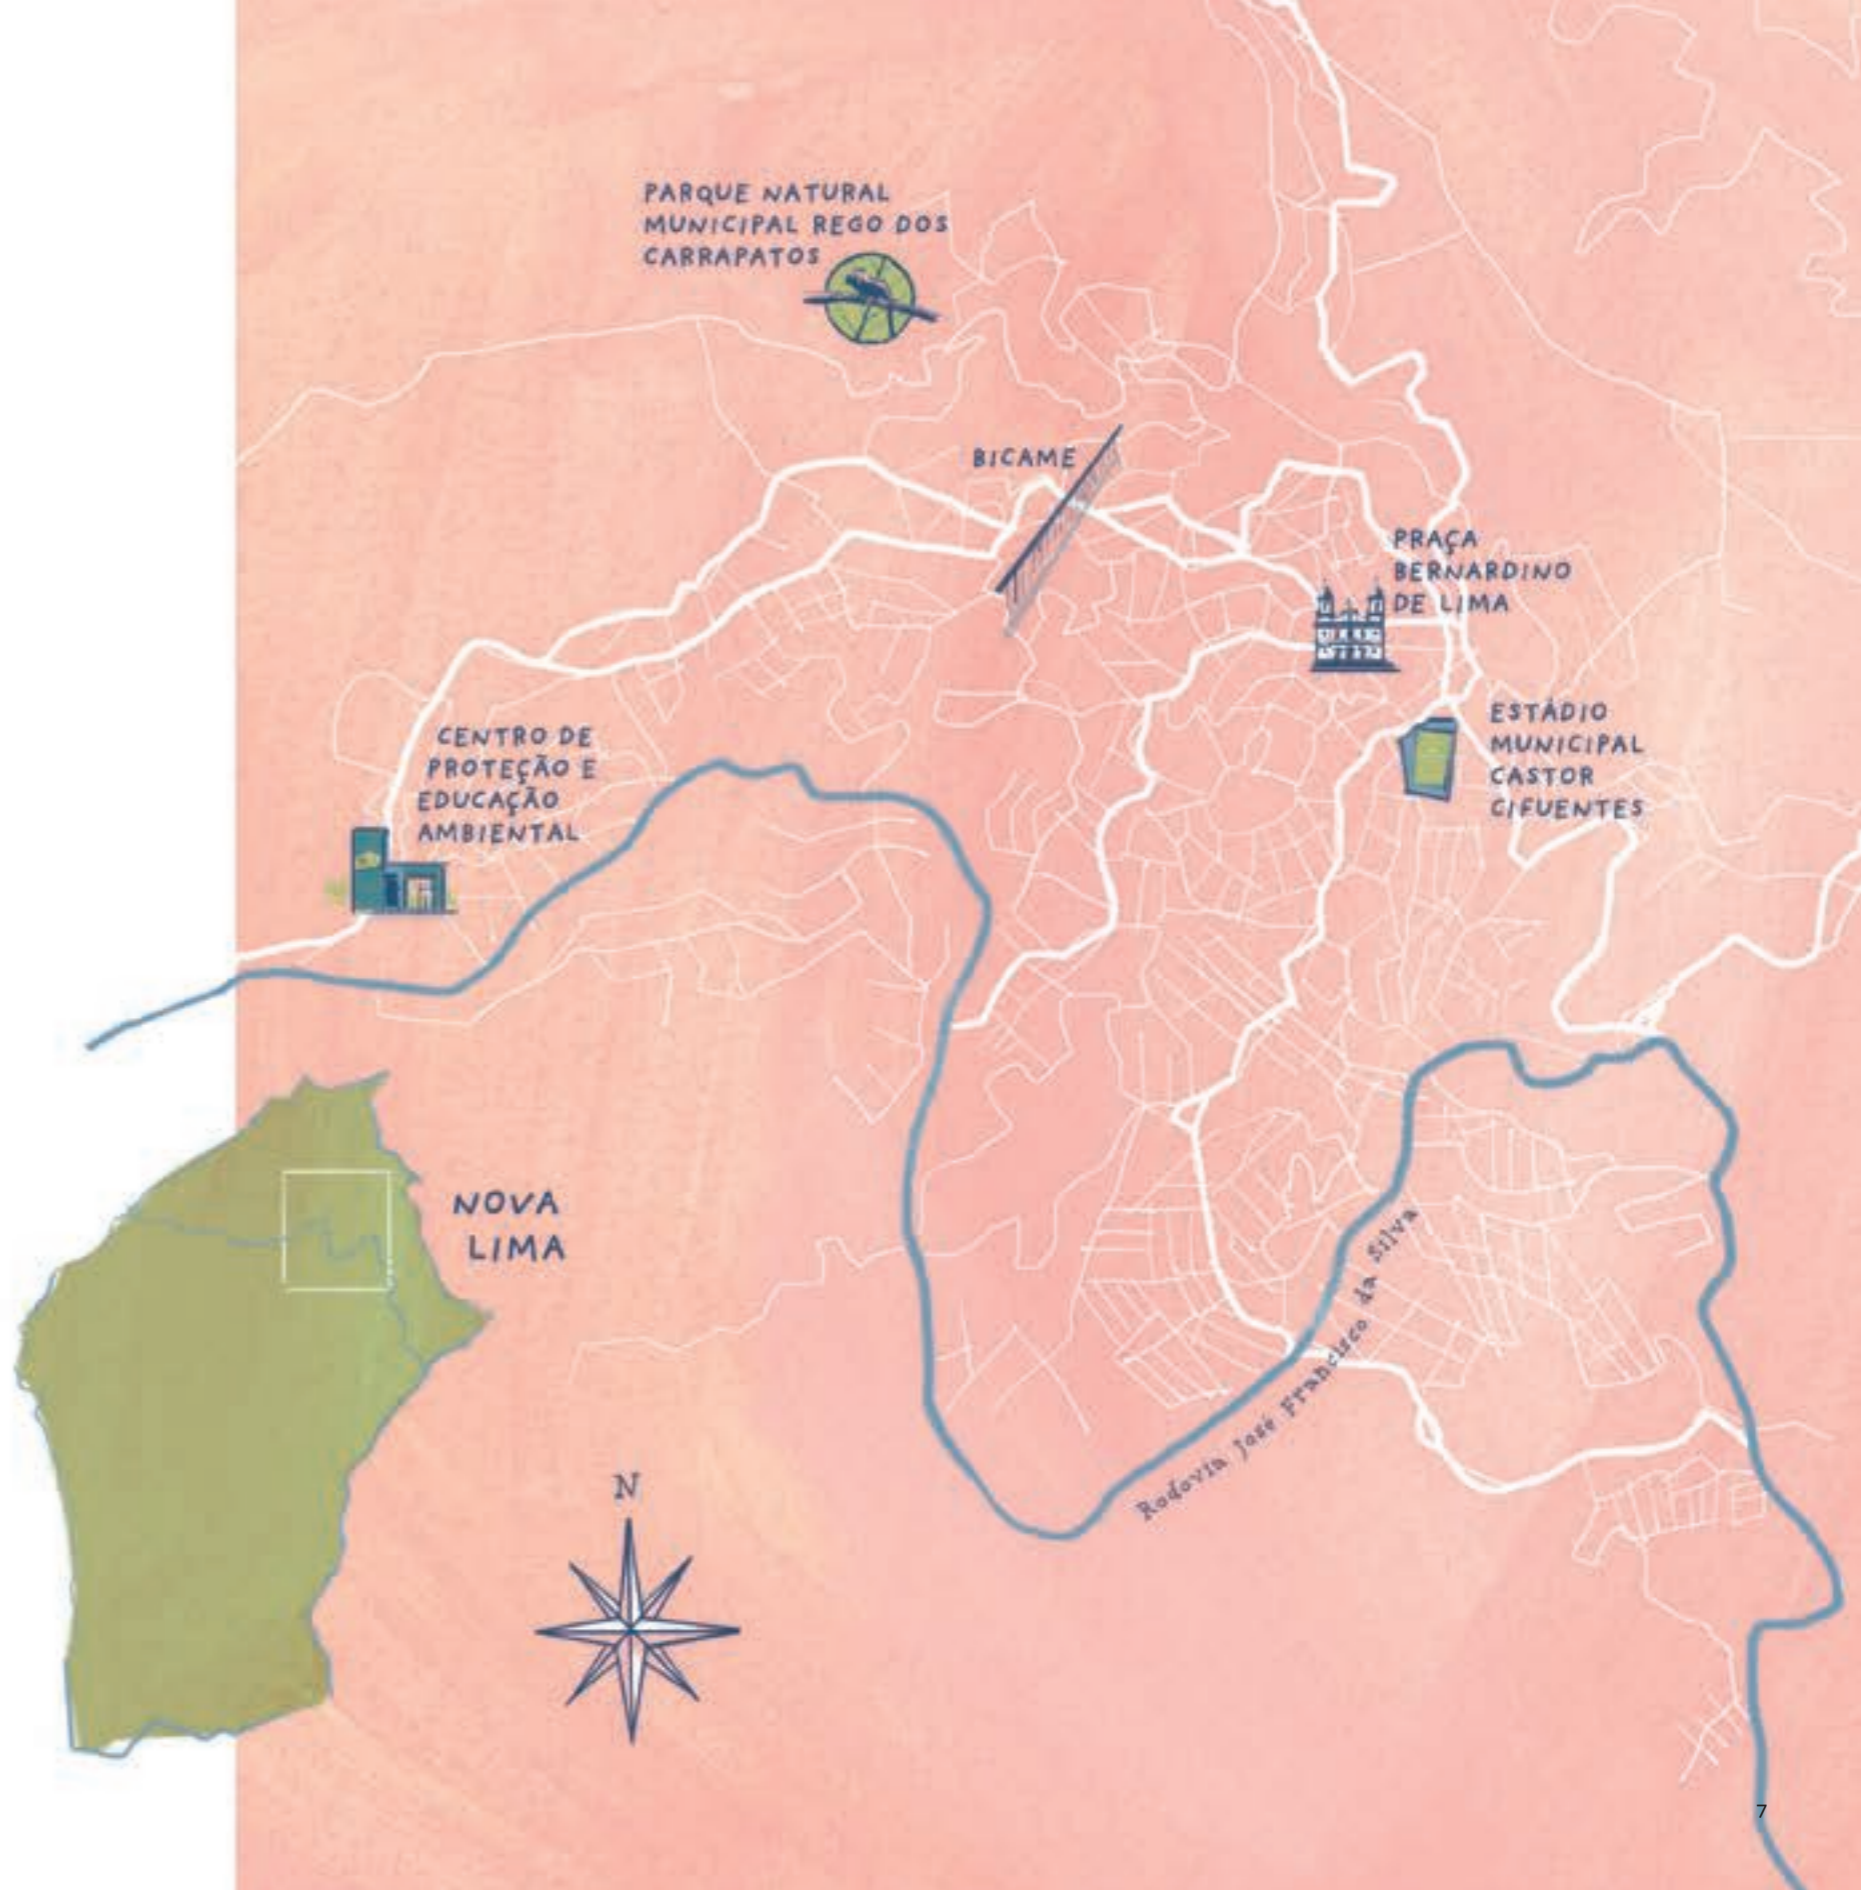 PARQUE NATURAL
MUNICIPAL REGO DOS
CARRAPATOS
BICAME
PRAÇA
BERNARDINO
DE LIMA
ESTÁDIO
MUNICIPAL
CASTOR
CIFUENTES
CENTRO DE
PROTEÇÃO E
EDUCAÇÃO
AMBIENTAL
NOVA
LIMA
Rodovia José Francisco da Silva
N
7